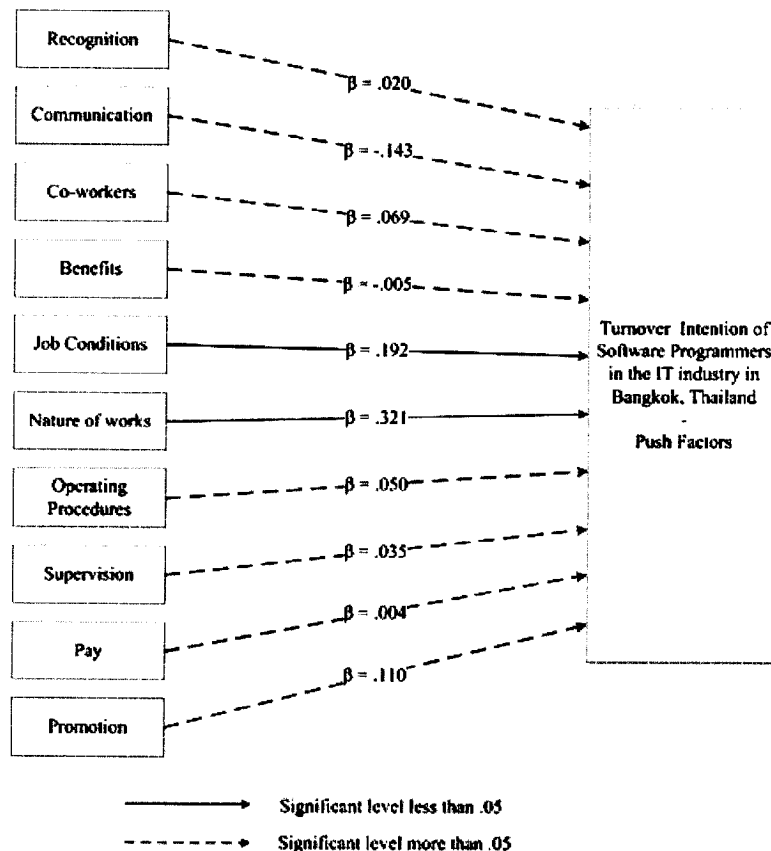 Recognition
β = .020
Communication
β = -.143
Co-workers
β = .069
Benefits
β = -.005
Job Conditions
β = .192
Nature of works
β = .321
Operating
Procedures
β = .050
Supervision
β = .035
Pay
β = .004
Promotion
β = .110
Turnover Intention of
Software Programmers
in the IT industry in
Bangkok, Thailand
-
Push Factors
Significant level less than .05
Significant level more than .05